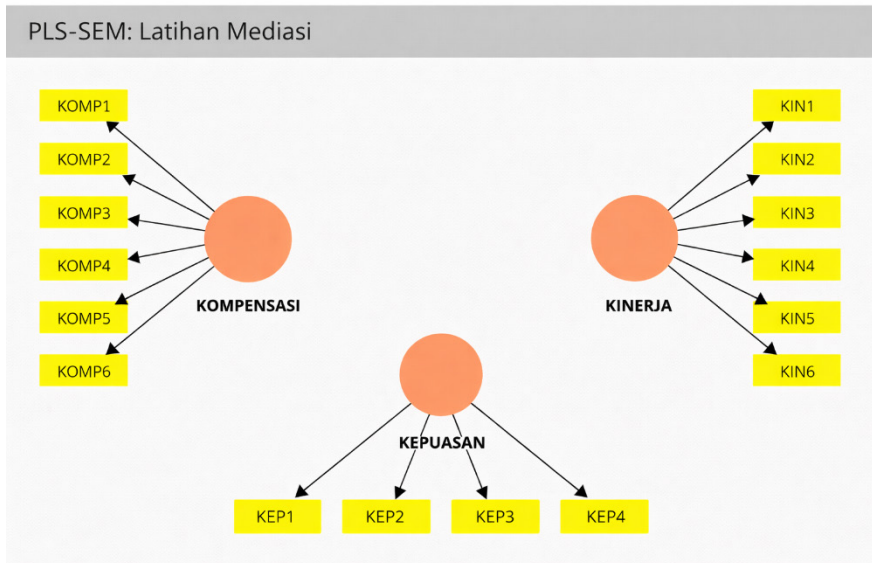 PLS-SEM: Latihan Mediasi
KOMP1
KOMP2
KOMP3
KOMP4
KOMP5
KOMP6
KOMPENSASI
KIN1
KIN2
KIN3
KIN4
KIN5
KIN6
KINERJA
KEPUASAN
KEP1
KEP2
KEP3
KEP4